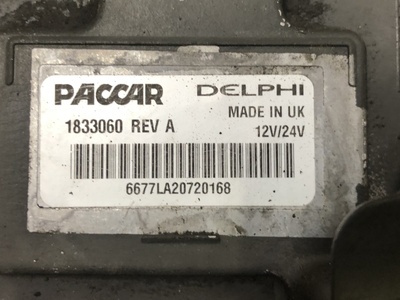 PACCAR DELPHI
MADE IN UK
1833060 REV A 12V/24V
6677LA20720168